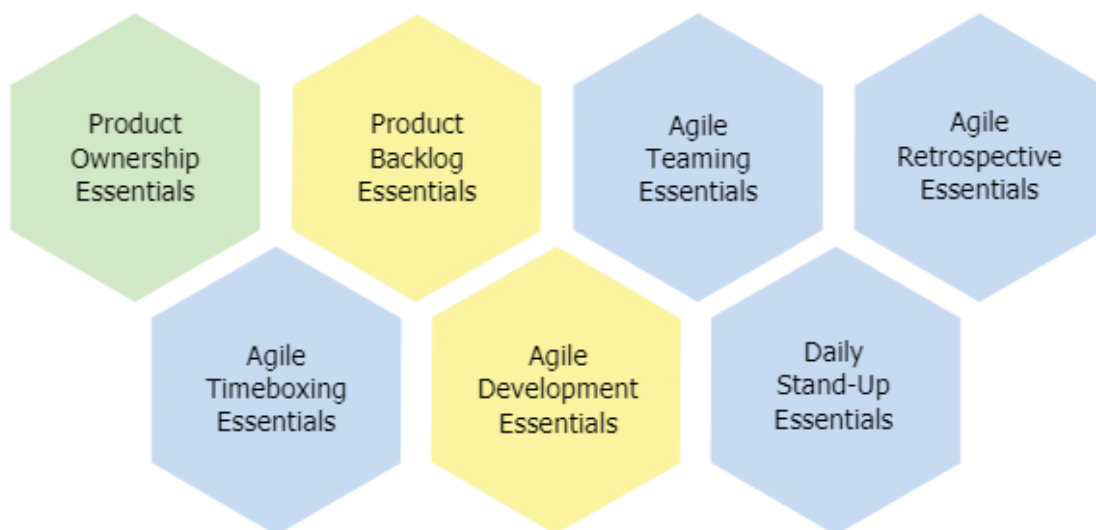 Product
Ownership
Essentials
Product
Backlog
Essentials
Agile
Teaming
Essentials
Agile
Retrospective
Essentials
Agile
Timeboxing
Essentials
Agile
Development
Essentials
Daily
Stand-Up
Essentials